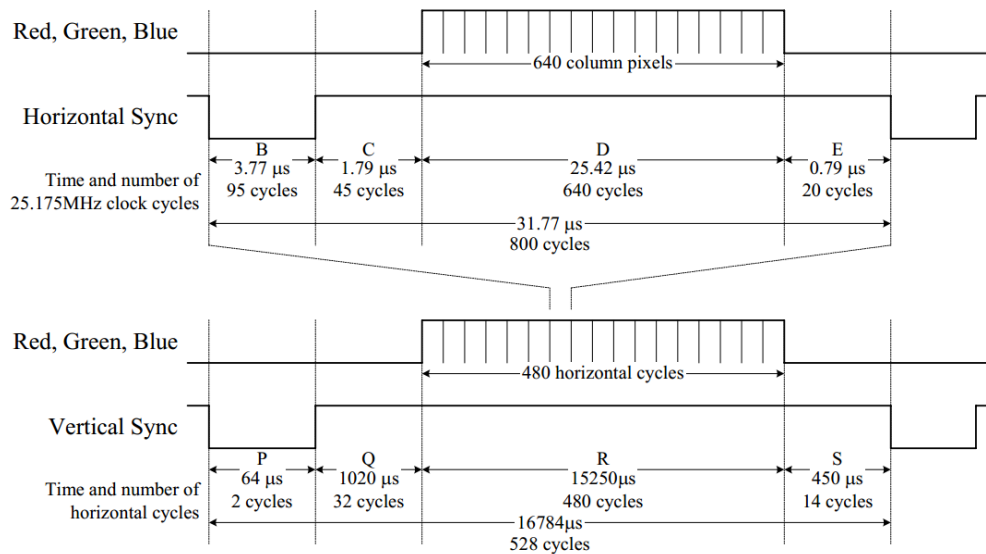 Red, Green, Blue
640 column pixels
Horizontal Sync
B C D E
3.77 μs 1.79 μs 25.42 μs 0.79 μs
Time and number of
95 cycles 45 cycles 640 cycles 20 cycles
25.175MHz clock cycles
31.77 μs
800 cycles
Red, Green, Blue
480 horizontal cycles
Vertical Sync
P Q R S
64 μs 1020 μs 15250μs 450 μs
Time and number of
2 cycles 32 cycles 480 cycles 14 cycles
horizontal cycles
16784μs
528 cycles